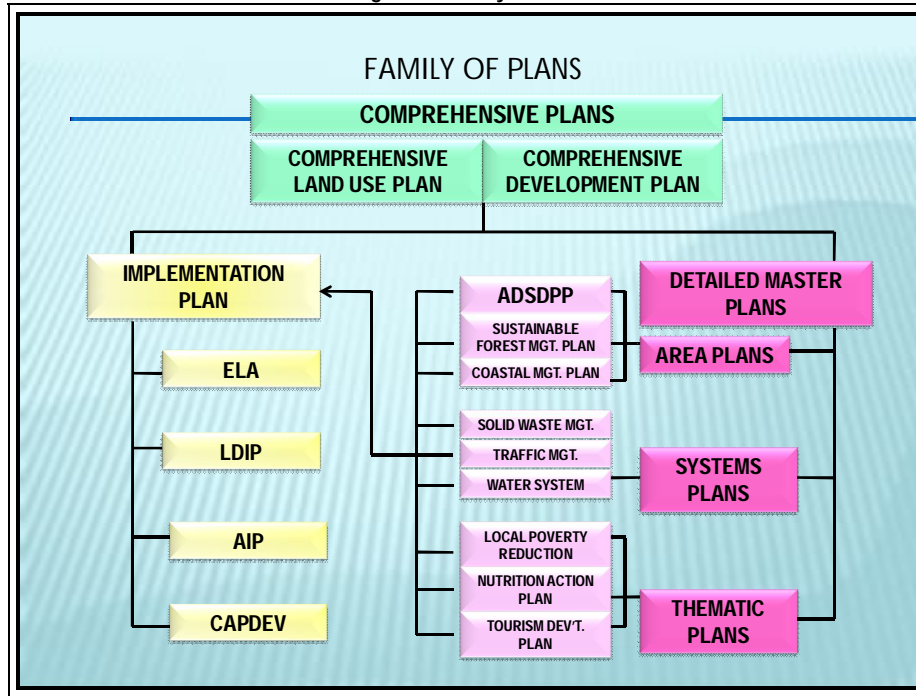 FAMILY OF PLANS
COMPREHENSIVE PLANS
COMPREHENSIVE
LAND USE PLAN
COMPREHENSIVE
DEVELOPMENT PLAN
IMPLEMENTATION
PLAN
ELA
LDIP
AIP
CAPDEV
ADSDPP
SUSTAINABLE
FOREST MGT. PLAN
COASTAL MGT. PLAN
SOLID WASTE MGT.
TRAFFIC MGT.
WATER SYSTEM
LOCAL POVERTY
REDUCTION
NUTRITION ACTION
PLAN
TOURISM DEV'T.
PLAN
DETAILED MASTER
PLANS
AREA PLANS
SYSTEMS
PLANS
THEMATIC
PLANS